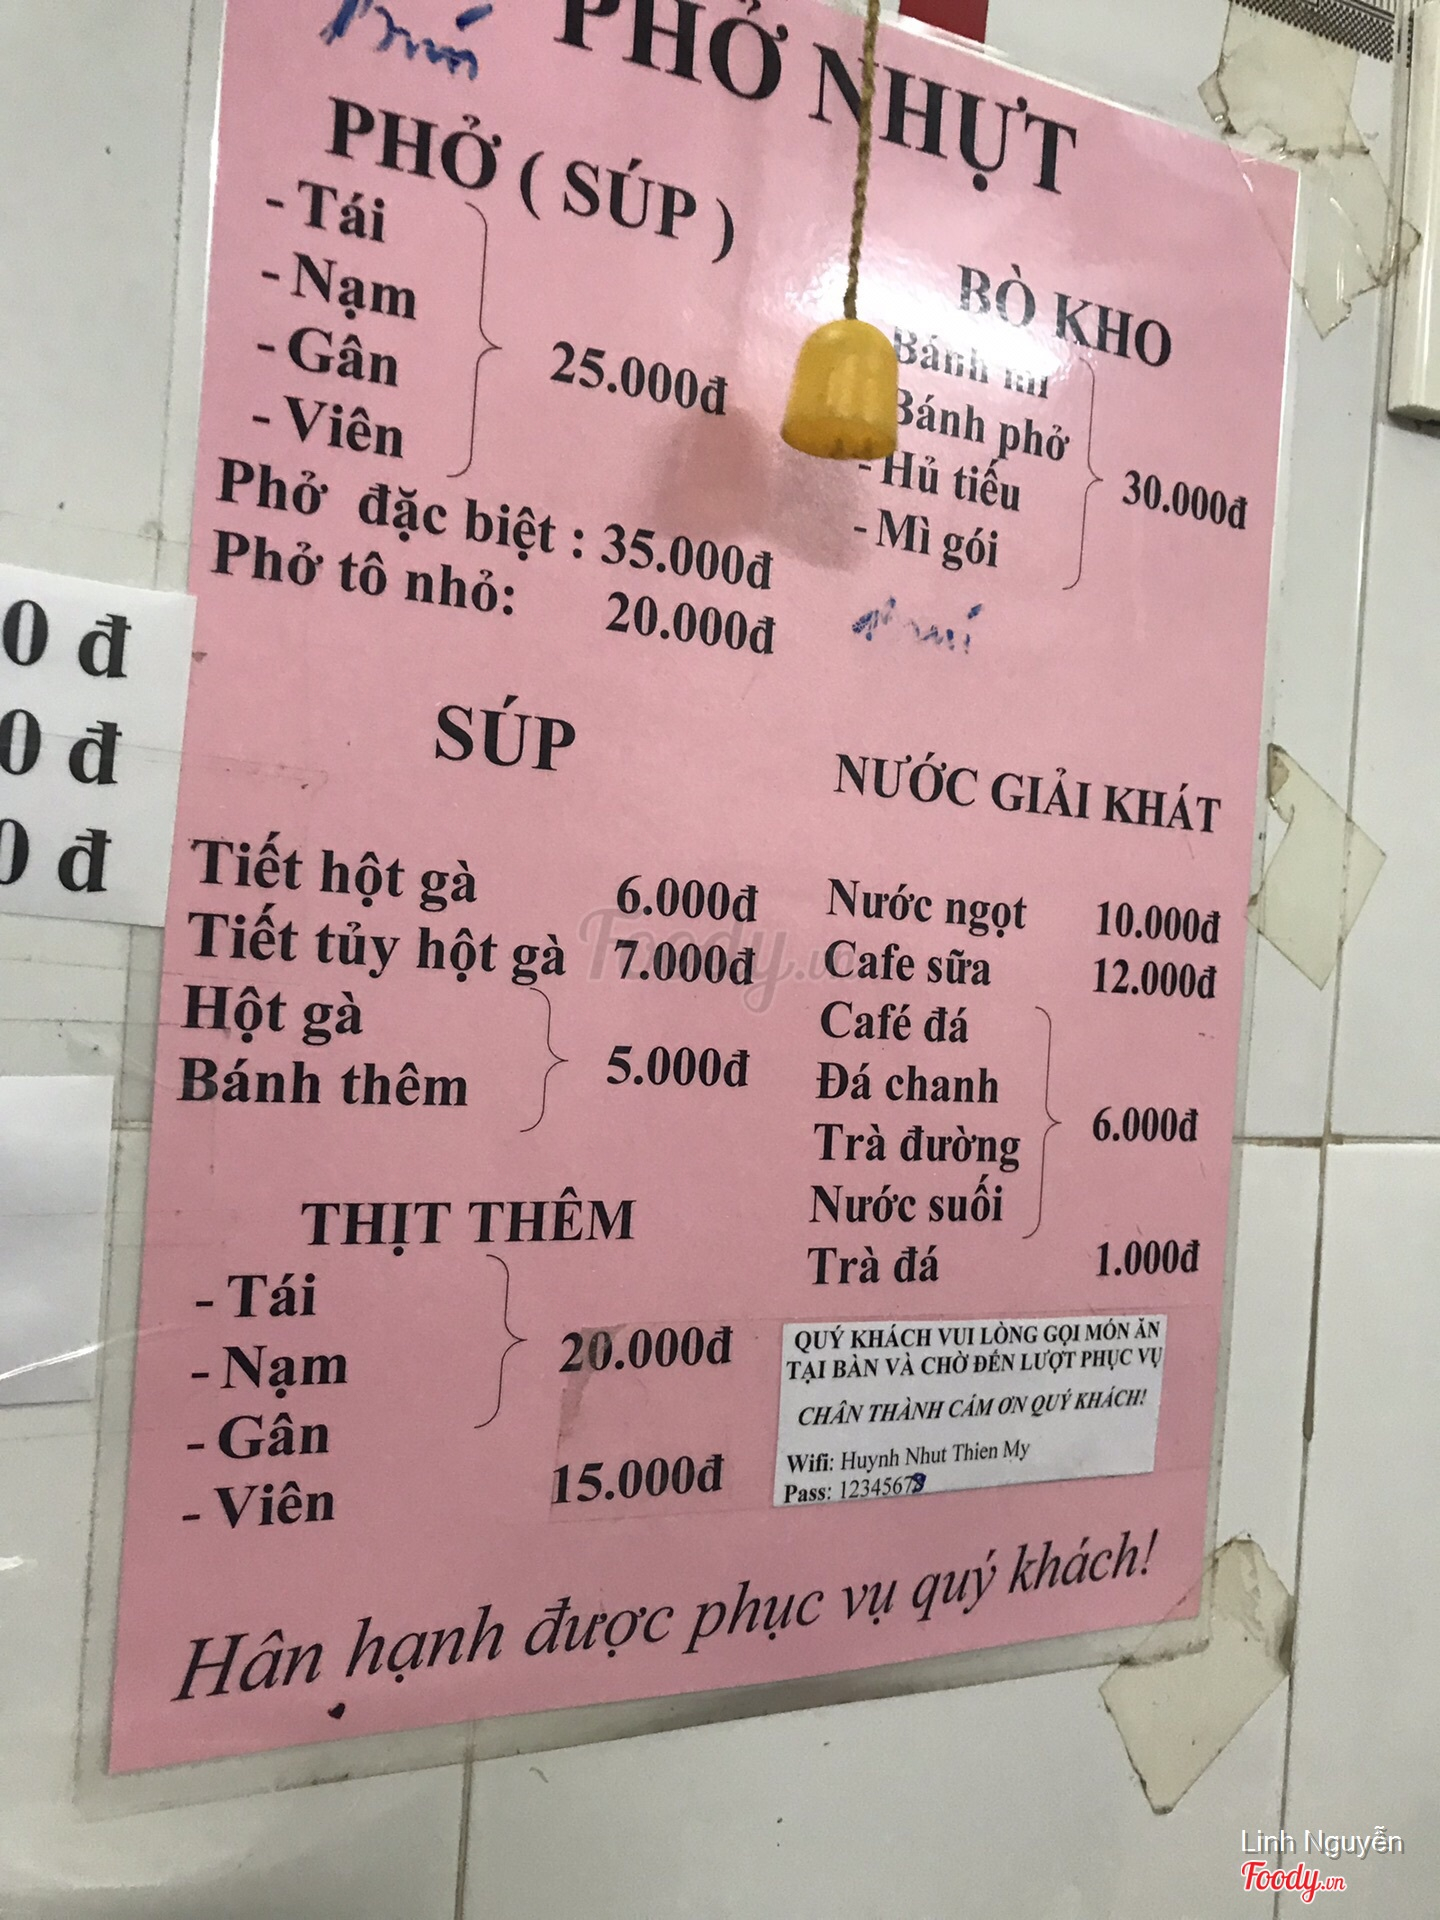 PHỞ NHỰT
PHỞ ( SÚP )
- Tái
- Nạm
- Gân
- Viên
25.000đ
Phở đặc biệt : 35.000đ
Phở tô nhỏ: 20.000đ
BÒ KHO
Bánh mì
Bánh phở
- Hủ tiếu
- Mì gói
30.000đ
SÚP
Tiết hột gà 6.000đ
Tiết tủy hột gà 7.000đ
Hột gà
Bánh thêm
5.000đ
THỊT THÊM
- Tái
- Nạm
- Gân
20.000đ
- Viên 15.000đ
NƯỚC GIẢI KHÁT
Nước ngọt 10.000đ
Cafe sữa 12.000đ
Café đá
Đá chanh
Trà đường
Nước suối
6.000đ
Trà đá 1.000đ
QUÝ KHÁCH VUI LÒNG GỌI MÓN ĂN
TẠI BÀN VÀ CHỜ ĐẾN LƯỢT PHỤC VỤ
CHÂN THÀNH CÁM ƠN QUÝ KHÁCH!
Wifi: Huynh Nhut Thien My
Pass: 12345678
Hân hạnh được phục vụ quý khách!
0 đ
0 đ
0 đ
Foody.vn
Linh Nguyễn
Foody.vn